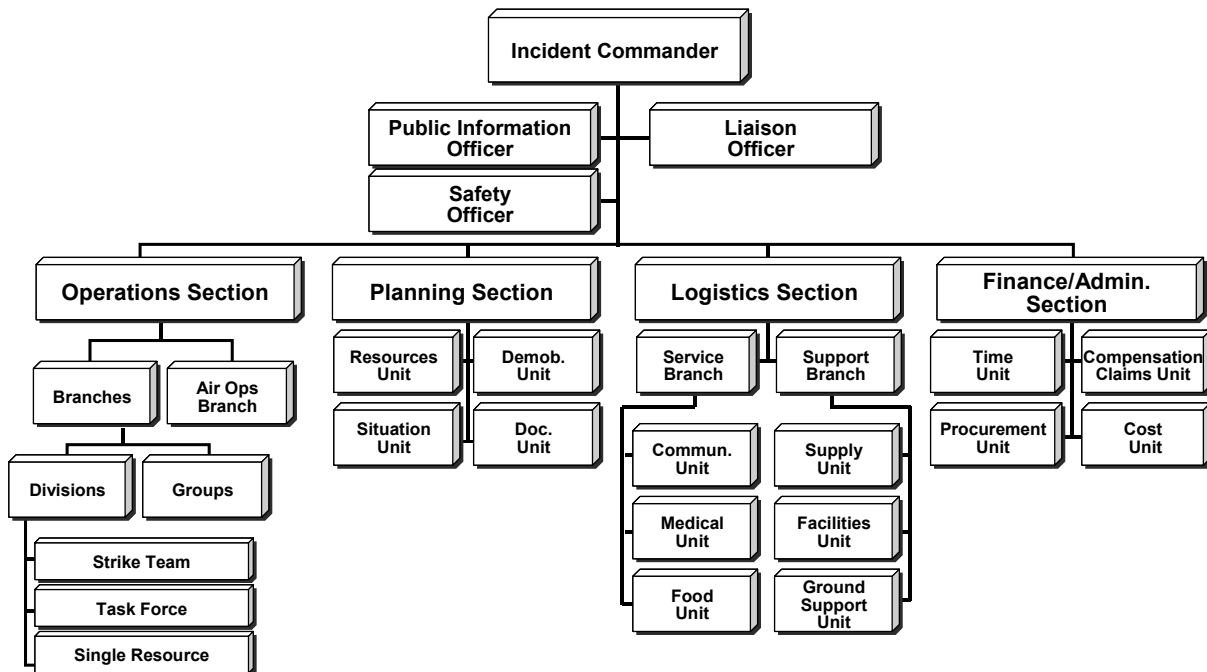 Incident Commander
Public Information
Officer
Liaison
Officer
Safety
Officer
Operations Section
Planning Section
Logistics Section
Finance/Admin.
Section
Branches
Air Ops
Branch
Divisions
Groups
Strike Team
Task Force
Single Resource
Resources
Unit
Demob.
Unit
Situation
Unit
Doc.
Unit
Service
Branch
Support
Branch
Commun.
Unit
Supply
Unit
Medical
Unit
Facilities
Unit
Food
Unit
Ground
Support
Unit
Time
Unit
Compensation
Claims Unit
Procurement
Unit
Cost
Unit